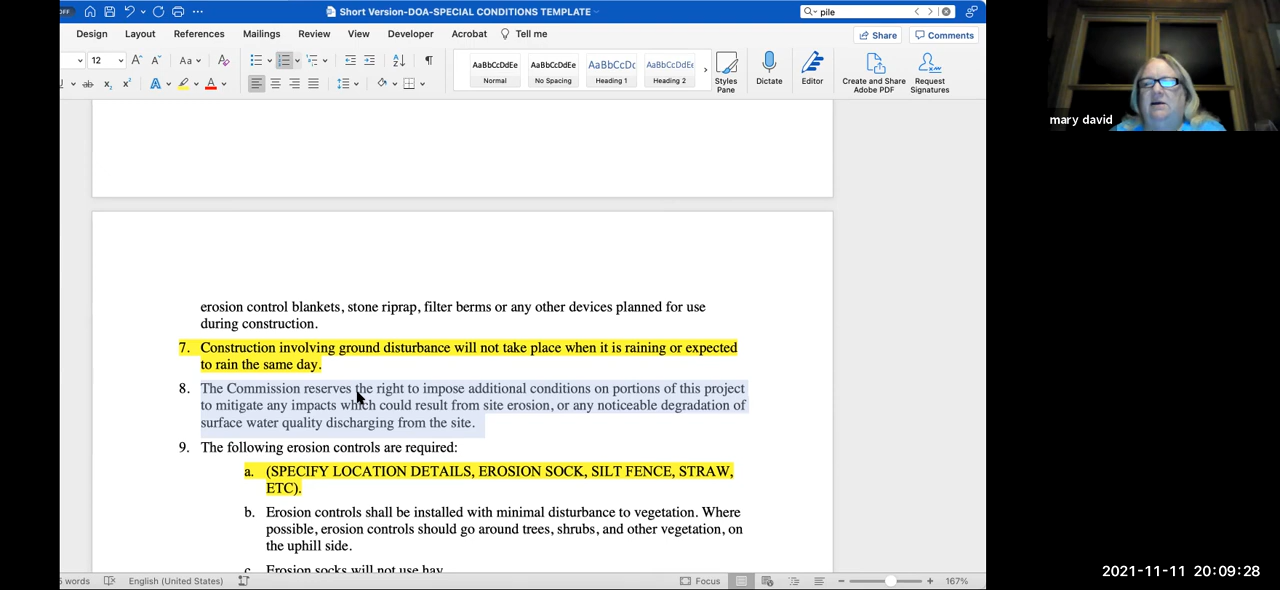 OFF
Short Version-DOA-SPECIAL CONDITIONS TEMPLATE
pile
Design Layout References Mailings Review View Developer Acrobat Tell me
Share Comments
12 Aa
AaBbCcDdEe AaBbCcDdEe AaBbCcDc AaBbCcDdEe
Normal No Spacing Heading 1 Heading 2
Styles Pane
Dictate
Editor
Create and Share Adobe PDF
Request Signatures
mary david
erosion control blankets, stone riprap, filter berms or any other devices planned for use
during construction.
7. Construction involving ground disturbance will not take place when it is raining or expected
to rain the same day.
8. The Commission reserves the right to impose additional conditions on portions of this project
to mitigate any impacts which could result from site erosion, or any noticeable degradation of
surface water quality discharging from the site.
9. The following erosion controls are required:
a. (SPECIFY LOCATION DETAILS, EROSION SOCK, SILT FENCE, STRAW,
ETC).
b. Erosion controls shall be installed with minimal disturbance to vegetation. Where
possible, erosion controls should go around trees, shrubs, and other vegetation, on
the uphill side.
c. Erosion socks will not use hay
words English (United States) Focus 167%
2021-11-11 20:09:28